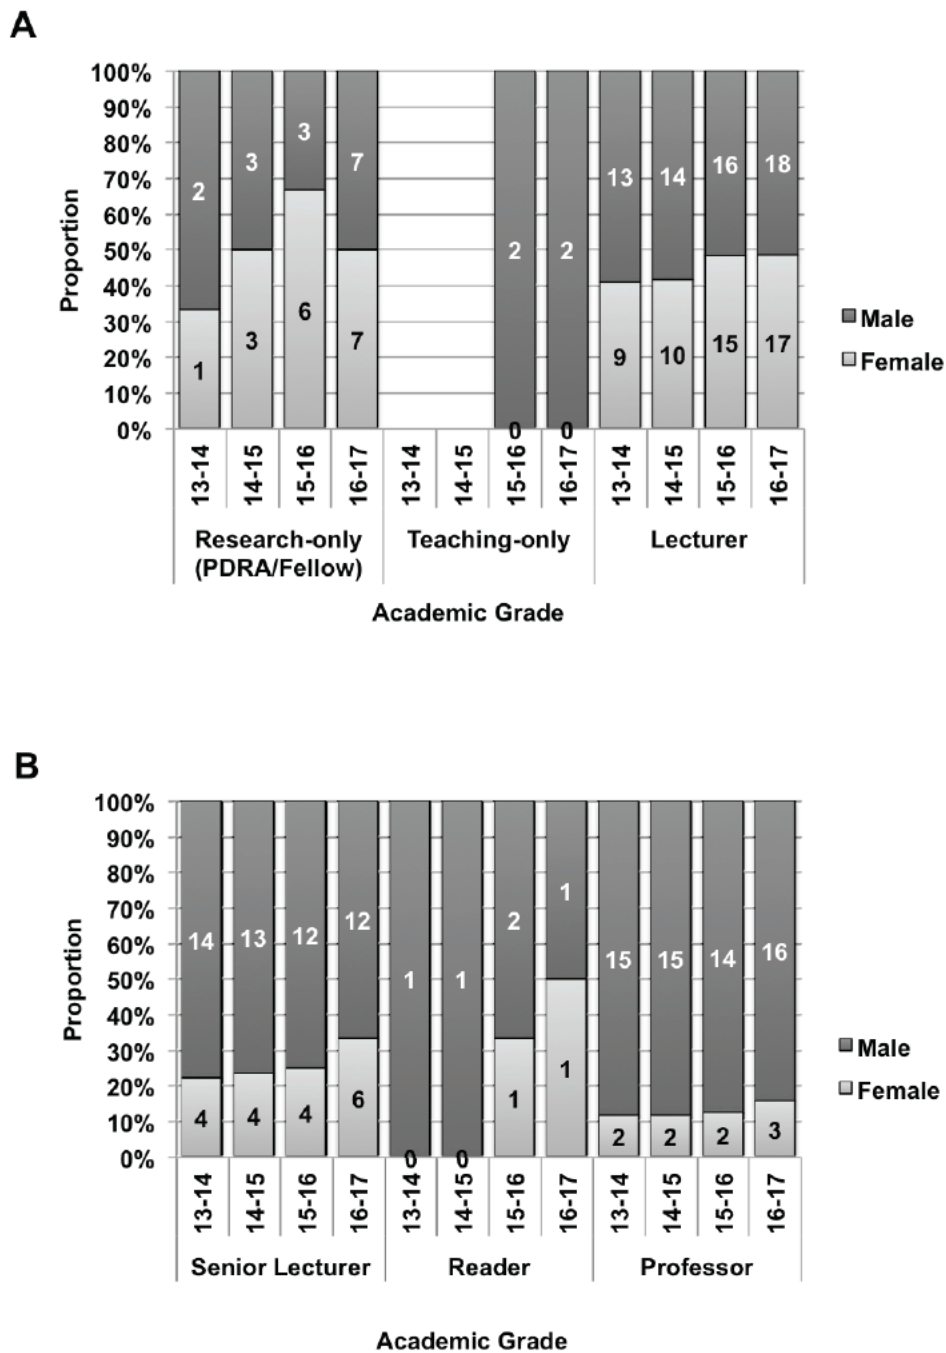 A
100%
90%
80%
70%
60%
50%
40%
30%
20%
10%
0%
Proportion
2 3 3 7 2 2 13 14 16 18
1 3 6 7 0 0 9 10 15 17
Male
Female
13-14 14-15 15-16 16-17 13-14 14-15 15-16 16-17 13-14 14-15 15-16 16-17
Research-only Teaching-only Lecturer
(PDRA/Fellow)
Academic Grade
B
100%
90%
80%
70%
60%
50%
40%
30%
20%
10%
0%
Proportion
14 13 12 12 1 1 2 1 15 15 14 16
4 4 4 6 0 0 1 1 2 2 2 3
Male
Female
13-14 14-15 15-16 16-17 13-14 14-15 15-16 16-17 13-14 14-15 15-16 16-17
Senior Lecturer Reader Professor
Academic Grade